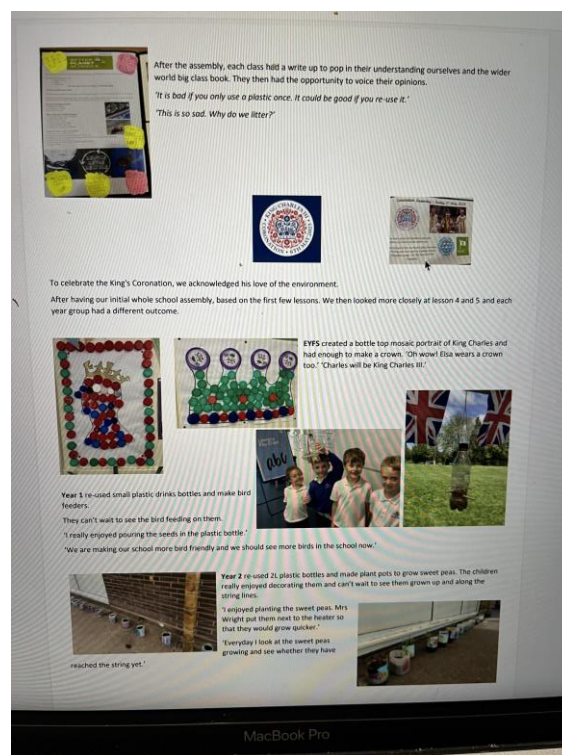 After the assembly, each class had a write up to pop in their understanding ourselves and the wider
world big class book. They then had the opportunity to voice their opinions.
'It is bad if you only use a plastic once. It could be good if you re-use it.'
'This is so sad. Why do we litter?'
KING CHARLES III
CORONATION • 6TH MAY 2023
To celebrate the King's Coronation, we acknowledged his love of the environment.
After having our initial whole school assembly, based on the first few lessons. We then looked more closely at lesson 4 and 5 and each
year group had a different outcome.
EYFS created a bottle top mosaic portrait of King Charles and
had enough to make a crown. 'Oh wow! Elsa wears a crown
too.' 'Charles will be King Charles III.'
abc
Year 1 re-used small plastic drinks bottles and make bird
feeders.
They can't wait to see the bird feeding on them.
'I really enjoyed pouring the seeds in the plastic bottle.'
'We are making our school more bird friendly and we should see more birds in the school now.'
Year 2 re-used 2L plastic bottles and made plant pots to grow sweet peas. The children
really enjoyed decorating them and can't wait to see them grown up and along the
string lines.
'I enjoyed planting the sweet peas. Mrs
Wright put them next to the heater so
that they would grow quicker.'
'Everyday I look at the sweet peas
growing and see whether they have
reached the string yet.'
MacBook Pro